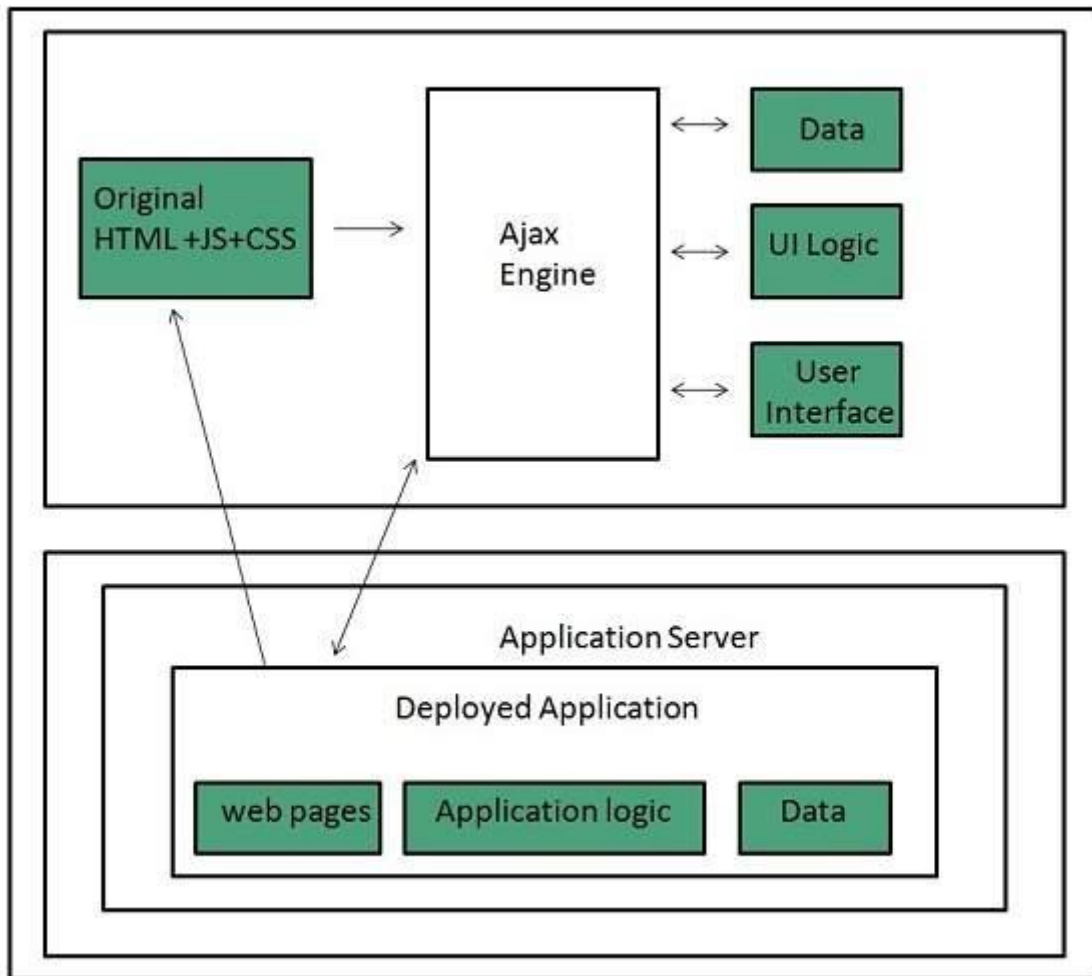 Original
HTML +JS+CSS
Ajax
Engine
Data
UI Logic
User
Interface
Application Server
Deployed Application
web pages
Application logic
Data